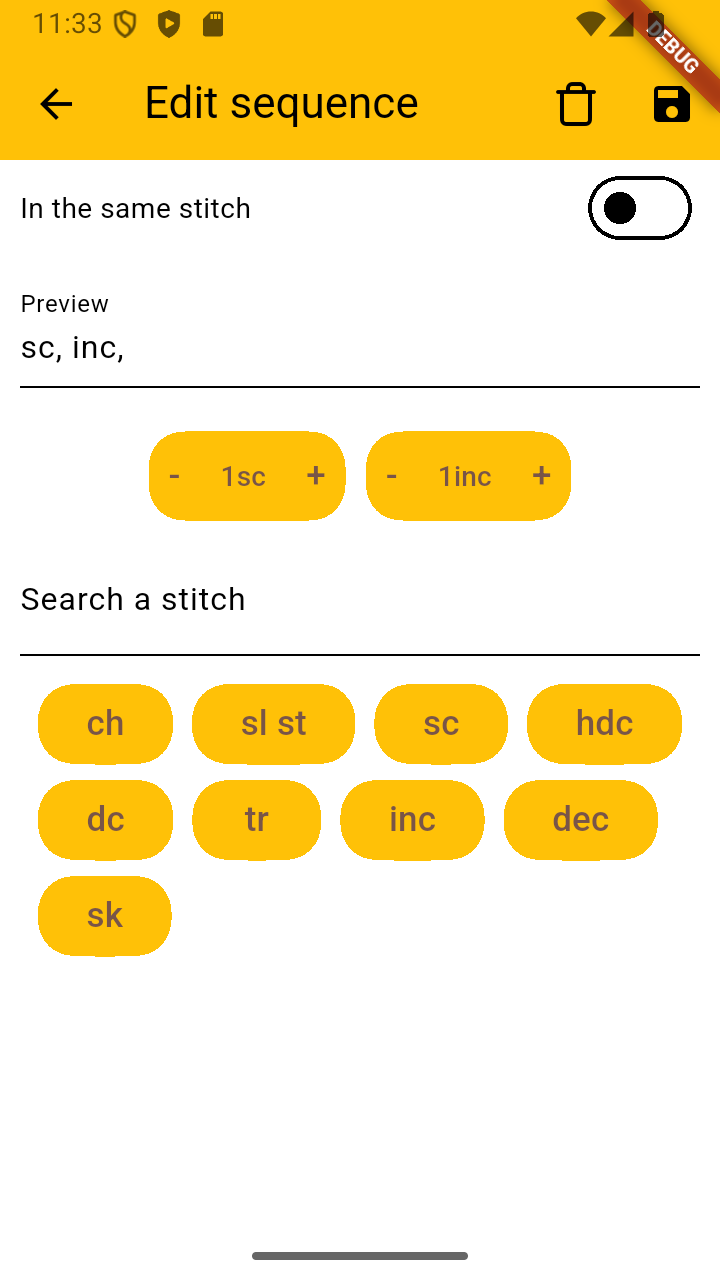 11:33
DEBUG
Edit sequence
In the same stitch
Preview
sc, inc,
- 1sc + - 1inc +
Search a stitch
ch sl st sc hdc
dc tr inc dec
sk